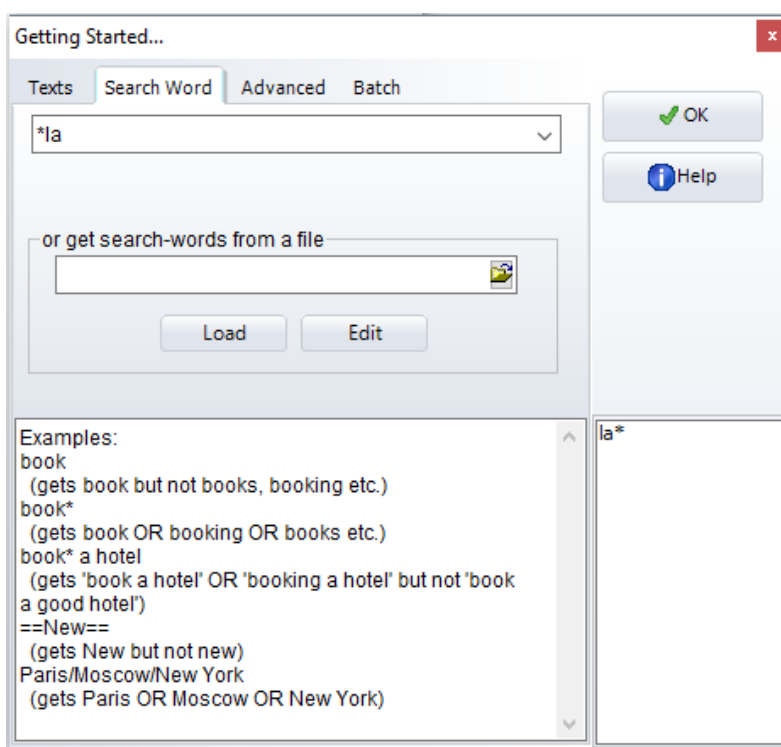 Getting Started...
x
Texts Search Word Advanced Batch
*la
OK
Help
or get search-words from a file
Load Edit
Examples:
book
(gets book but not books, booking etc.)
book*
(gets book OR booking OR books etc.)
book* a hotel
(gets 'book a hotel' OR 'booking a hotel' but not 'book
a good hotel')
==New==
(gets New but not new)
Paris/Moscow/New York
(gets Paris OR Moscow OR New York)
la*